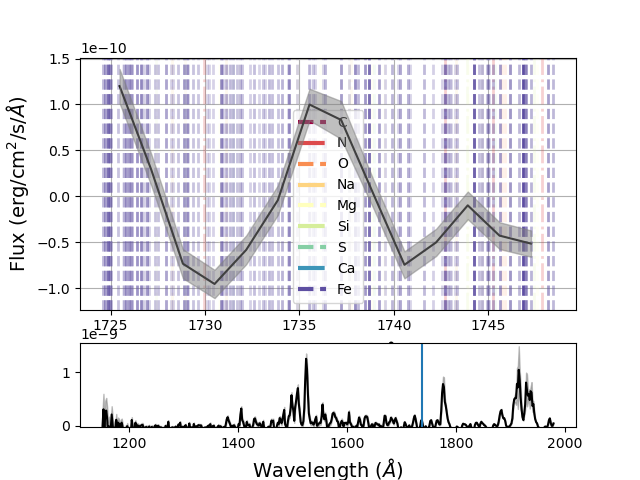 1e−10
1.5
1.0
0.5
0.0
−0.5
−1.0
Flux (erg/cm²/s/Å)
C
N
O
Na
Mg
Si
S
Ca
Fe
1725 1730 1735 1740 1745
1e−9
1
0
1200 1400 1600 1800 2000
Wavelength (Å)